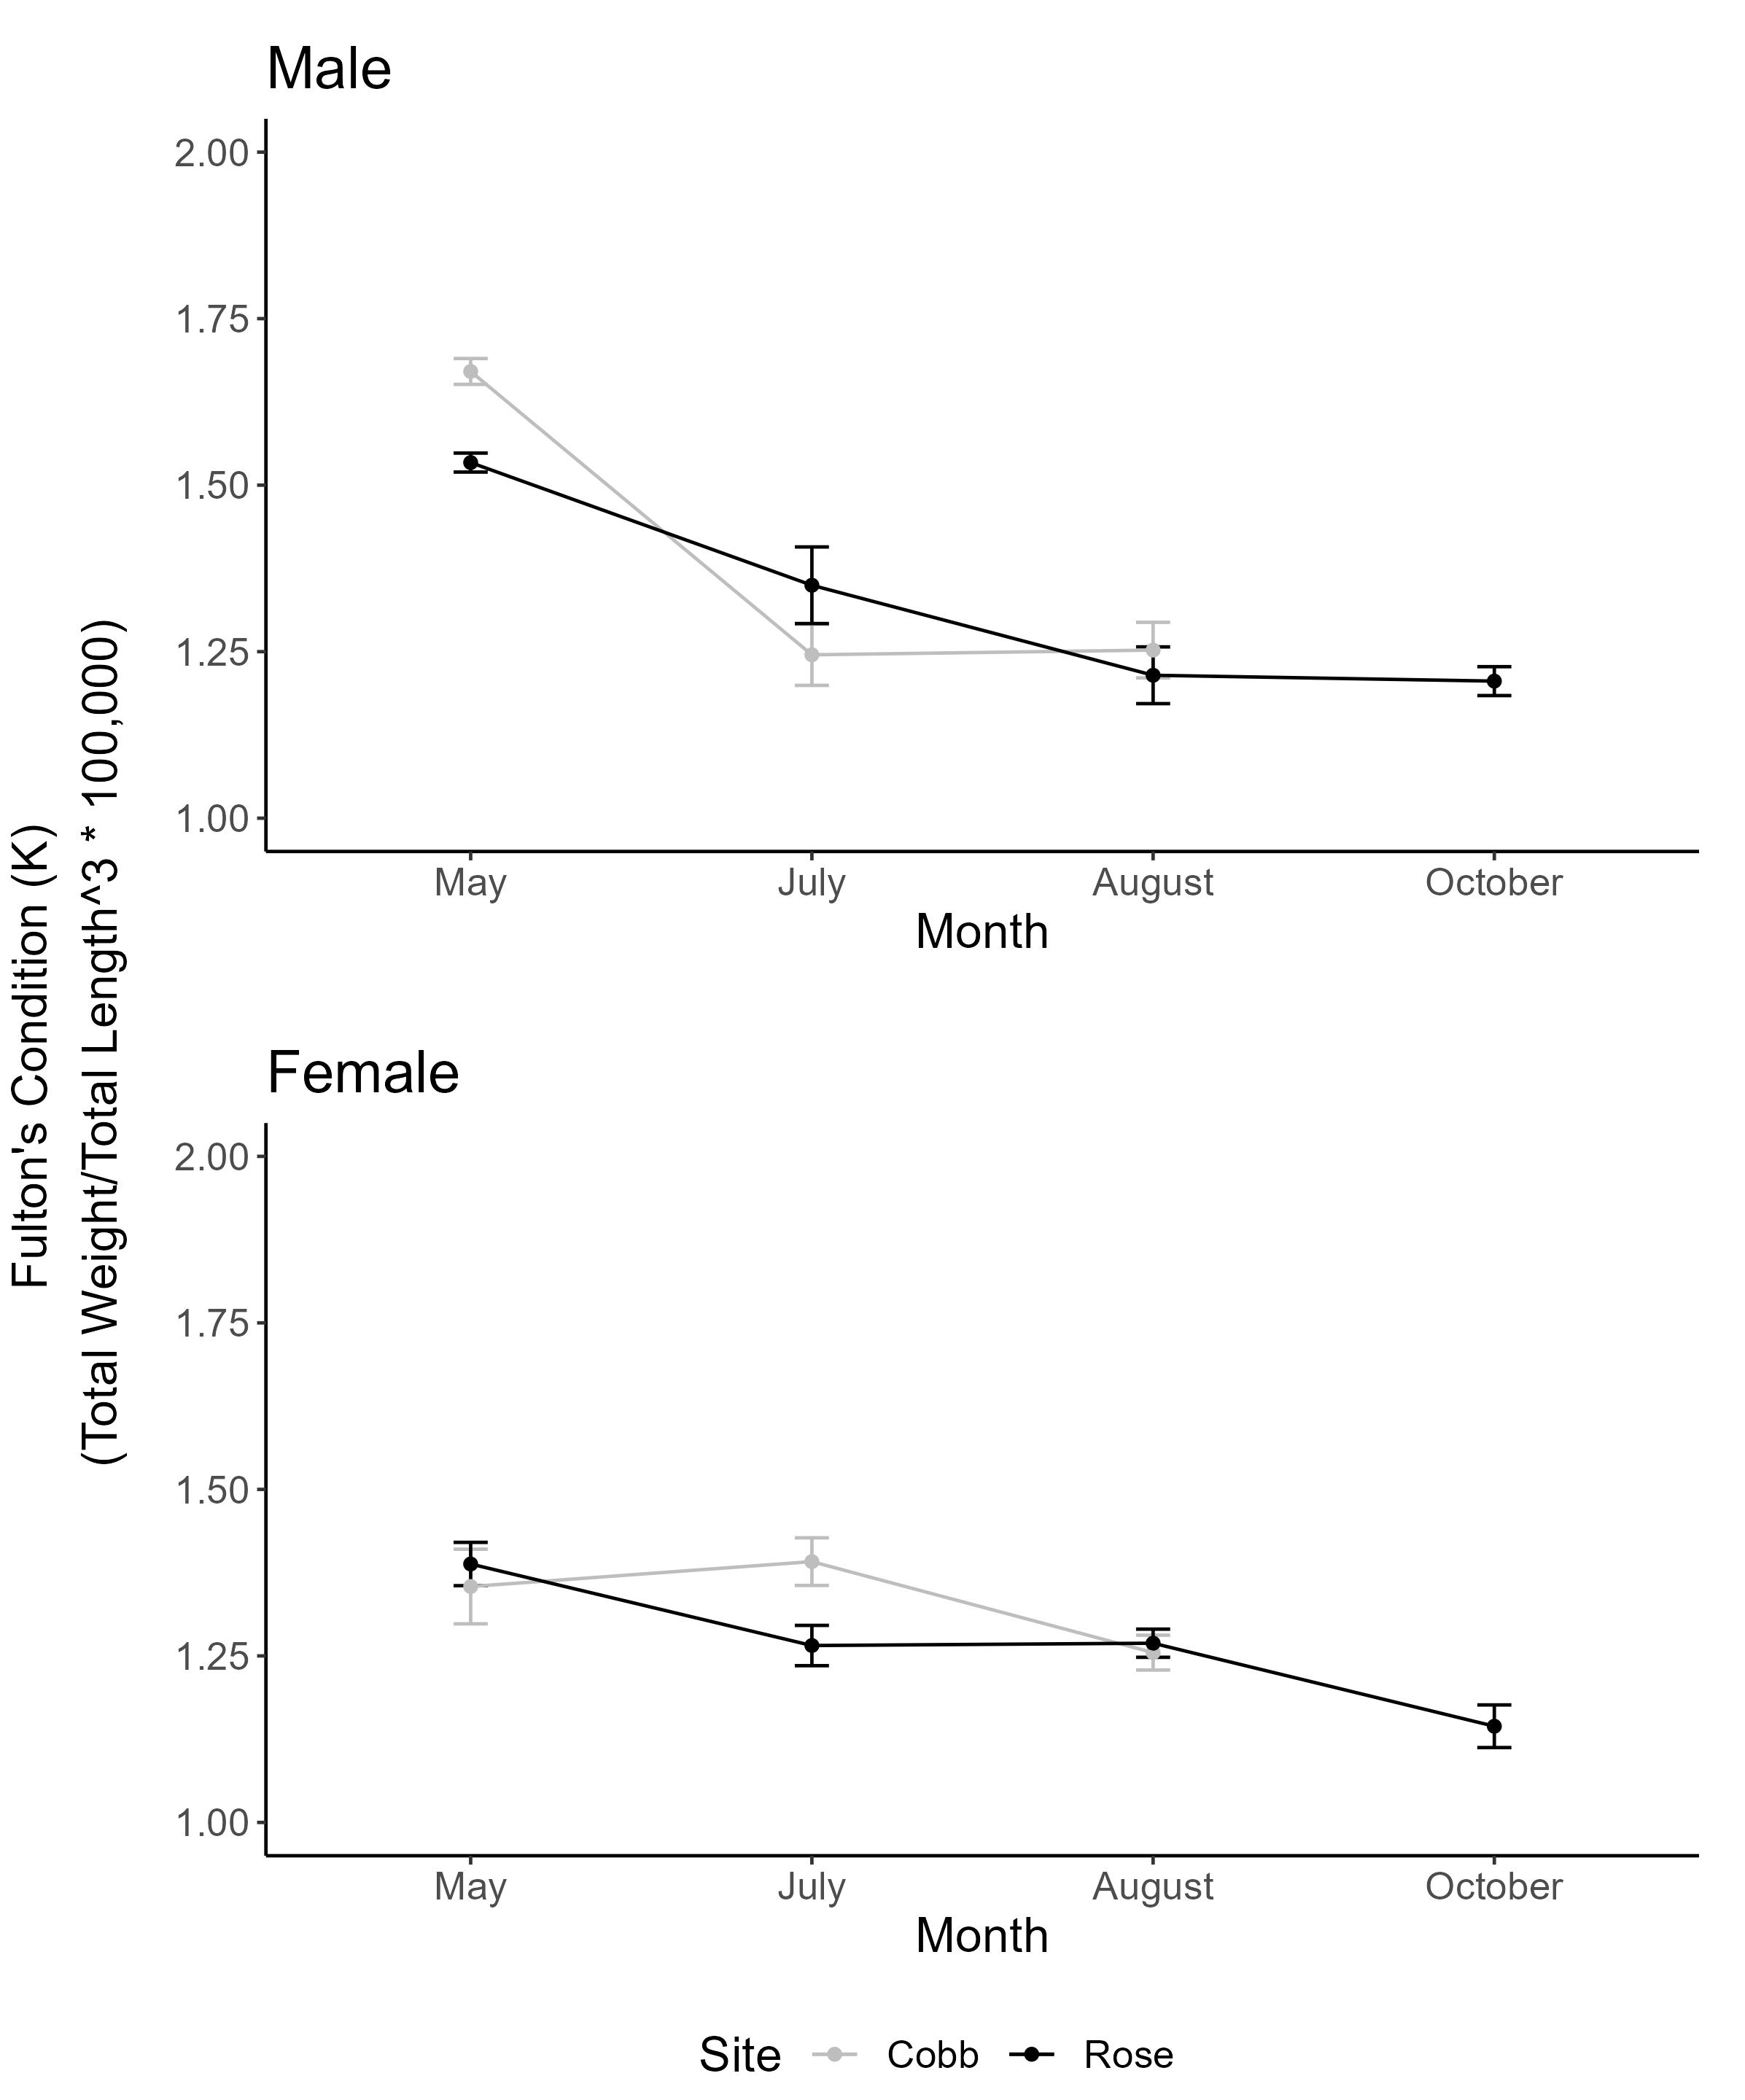 Male
Fulton's Condition (K)
(Total Weight/Total Length^3 * 100,000)
2.00
1.75
1.50
1.25
1.00
May July August October
Month
Female
2.00
1.75
1.50
1.25
1.00
May July August October
Month
Site Cobb Rose